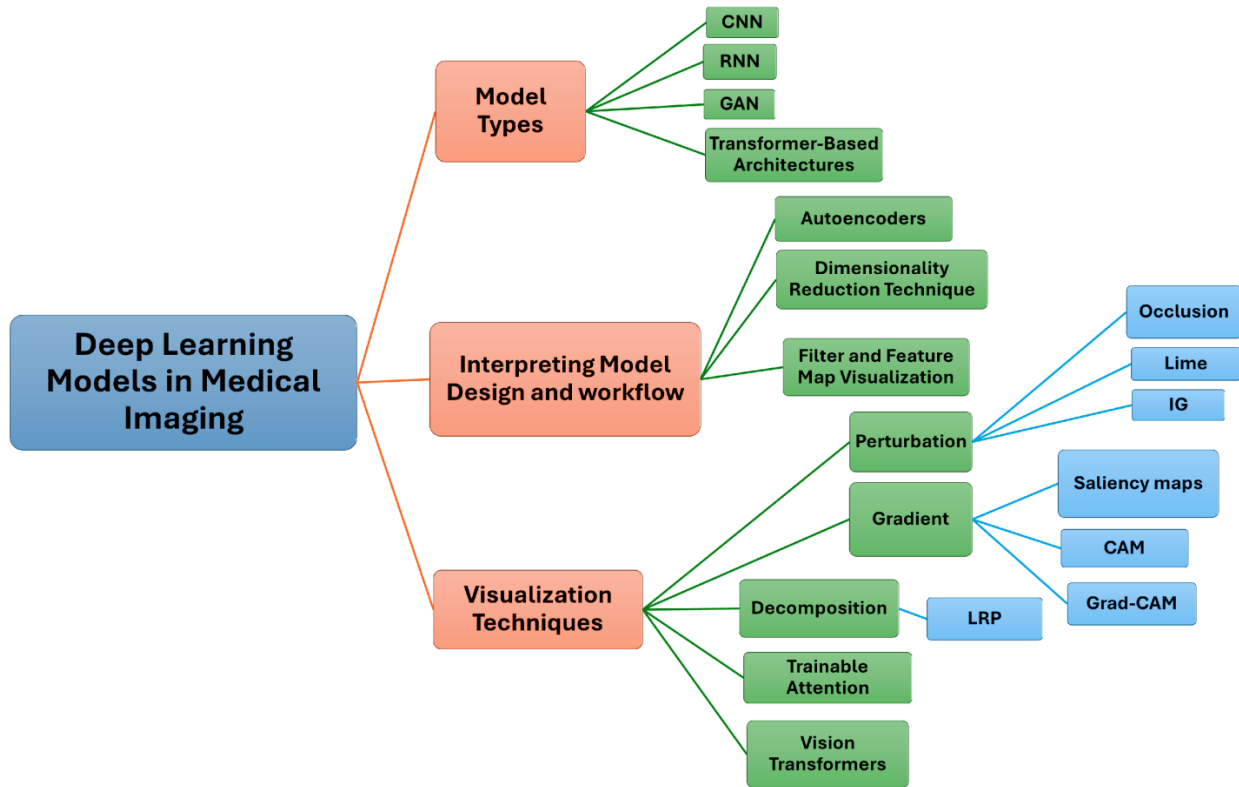 Deep Learning
Models in Medical
Imaging
Model
Types
CNN
RNN
GAN
Transformer-Based
Architectures
Interpreting Model
Design and workflow
Autoencoders
Dimensionality
Reduction Technique
Filter and Feature
Map Visualization
Visualization
Techniques
Perturbation
Occlusion
Lime
IG
Gradient
Saliency maps
CAM
Grad-CAM
Decomposition
LRP
Trainable
Attention
Vision
Transformers